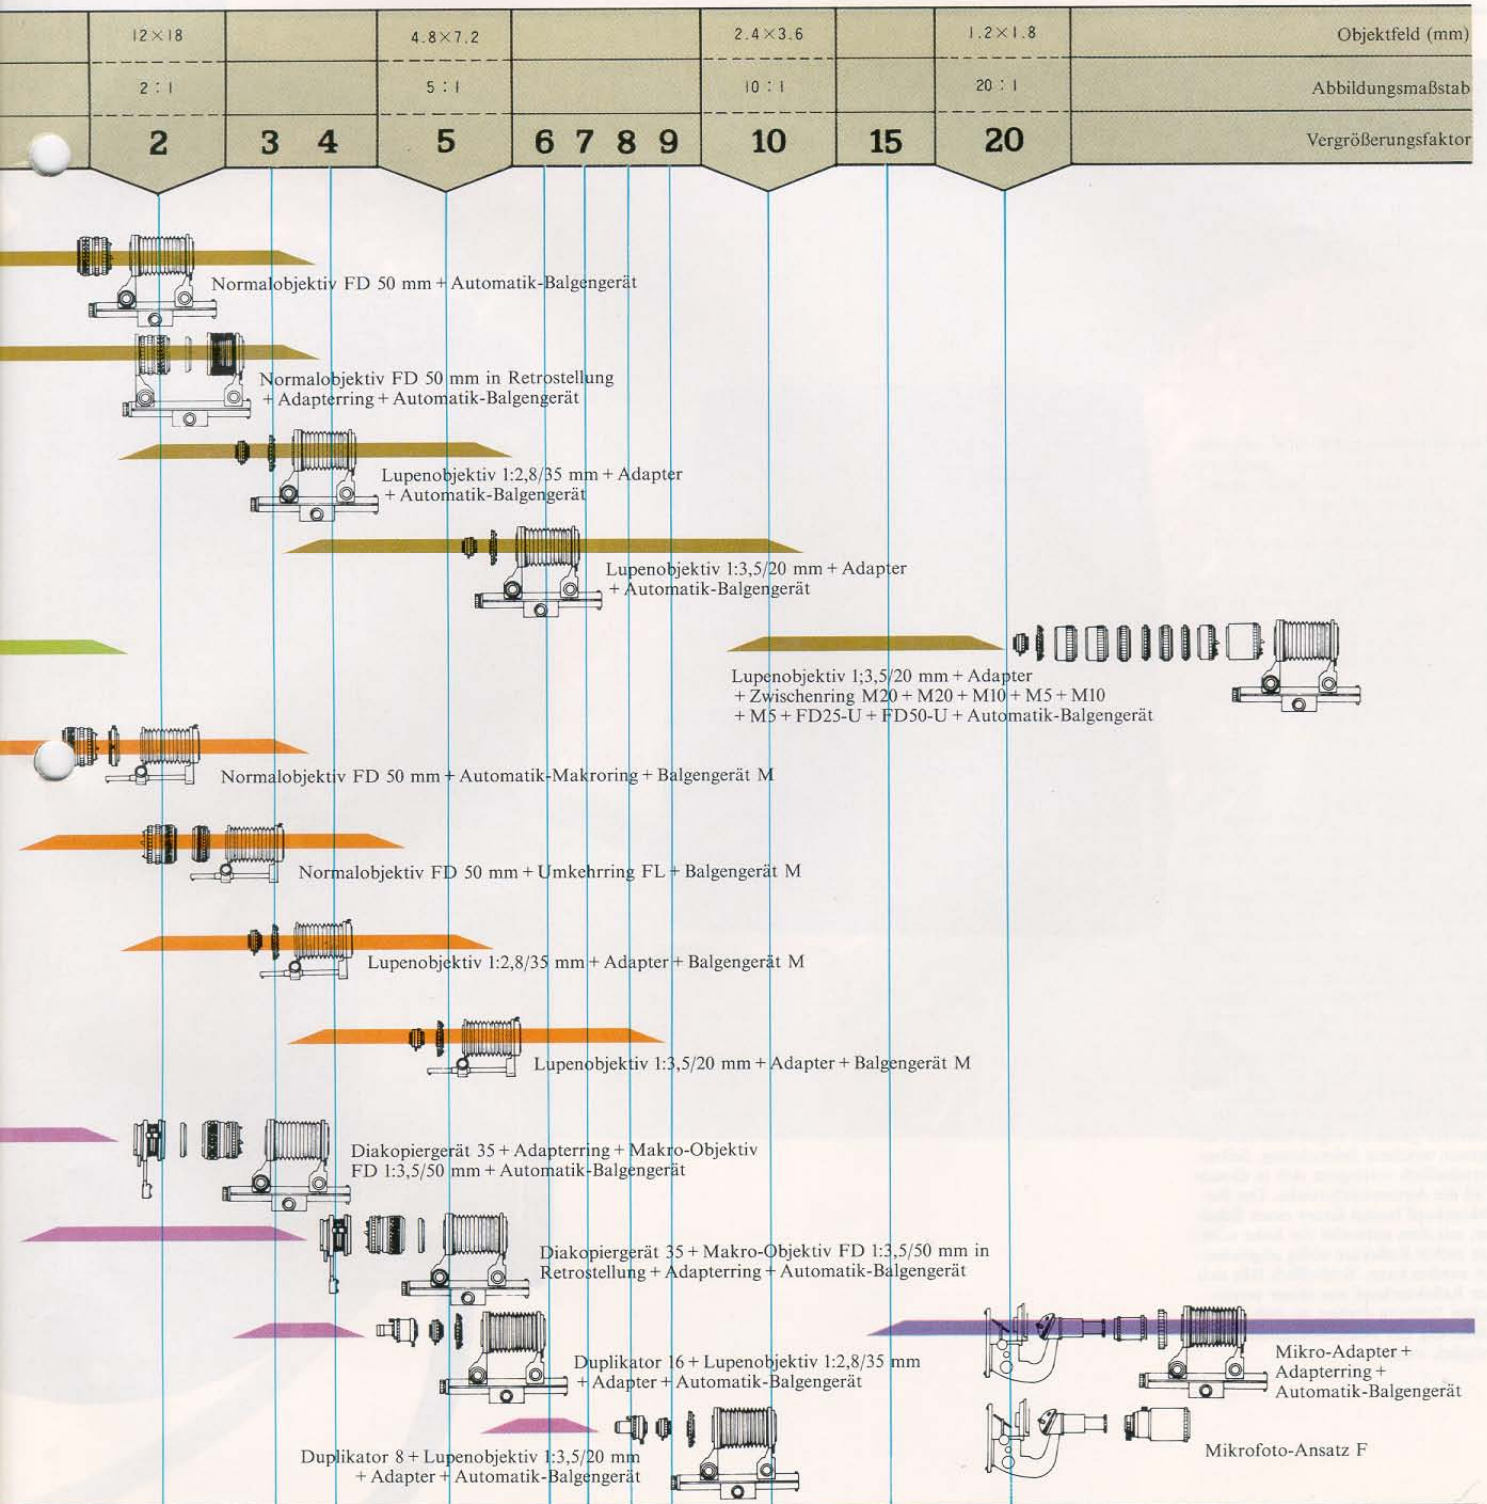 12×18 4.8×7.2 2.4×3.6 1.2×1.8 Objektfeld (mm)
2 : 1 5 : 1 10 : 1 20 : 1 Abbildungsmaßstab
2 3 4 5 6 7 8 9 10 15 20 Vergrößerungsfaktor
Normalobjektiv FD 50 mm + Automatik-Balgengerät
Normalobjektiv FD 50 mm in Retrostellung
+ Adapterring + Automatik-Balgengerät
Lupenobjektiv 1:2,8/35 mm + Adapter
+ Automatik-Balgengerät
Lupenobjektiv 1:3,5/20 mm + Adapter
+ Automatik-Balgengerät
Lupenobjektiv 1;3,5/20 mm + Adapter
+ Zwischenring M20 + M20 + M10 + M5 + M10
+ M5 + FD25-U + FD50-U + Automatik-Balgengerät
Normalobjektiv FD 50 mm + Automatik-Makroring + Balgengerät M
Normalobjektiv FD 50 mm + Umkehrring FL + Balgengerät M
Lupenobjektiv 1:2,8/35 mm + Adapter + Balgengerät M
Lupenobjektiv 1:3,5/20 mm + Adapter + Balgengerät M
Diakopiergerät 35 + Adapterring + Makro-Objektiv
FD 1:3,5/50 mm + Automatik-Balgengerät
Diakopiergerät 35 + Makro-Objektiv FD 1:3,5/50 mm in
Retrostellung + Adapterring + Automatik-Balgengerät
Duplikator 16 + Lupenobjektiv 1:2,8/35 mm
+ Adapter + Automatik-Balgengerät
Mikro-Adapter +
Adapterring +
Automatik-Balgengerät
Duplikator 8 + Lupenobjektiv 1:3,5/20 mm
+ Adapter + Automatik-Balgengerät
Mikrofoto-Ansatz F